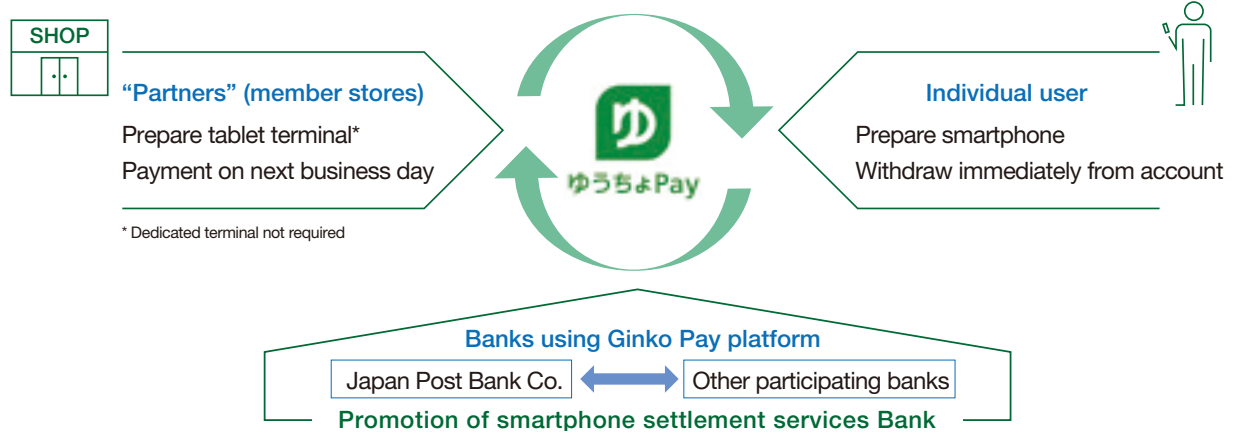 SHOP
“Partners” (member stores)
Prepare tablet terminal*
Payment on next business day
* Dedicated terminal not required
ゆ
ゆうちょPay
Individual user
Prepare smartphone
Withdraw immediately from account
Banks using Ginko Pay platform
Japan Post Bank Co.
Other participating banks
Promotion of smartphone settlement services Bank